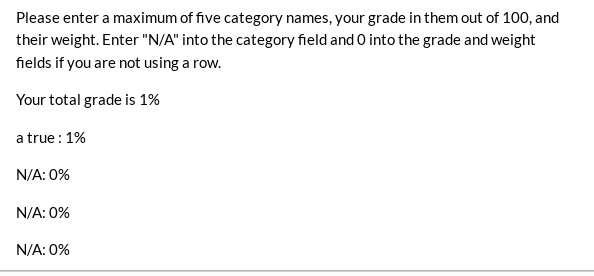 Please enter a maximum of five category names, your grade in them out of 100, and
their weight. Enter "N/A" into the category field and 0 into the grade and weight
fields if you are not using a row.
Your total grade is 1%
a true : 1%
N/A: 0%
N/A: 0%
N/A: 0%